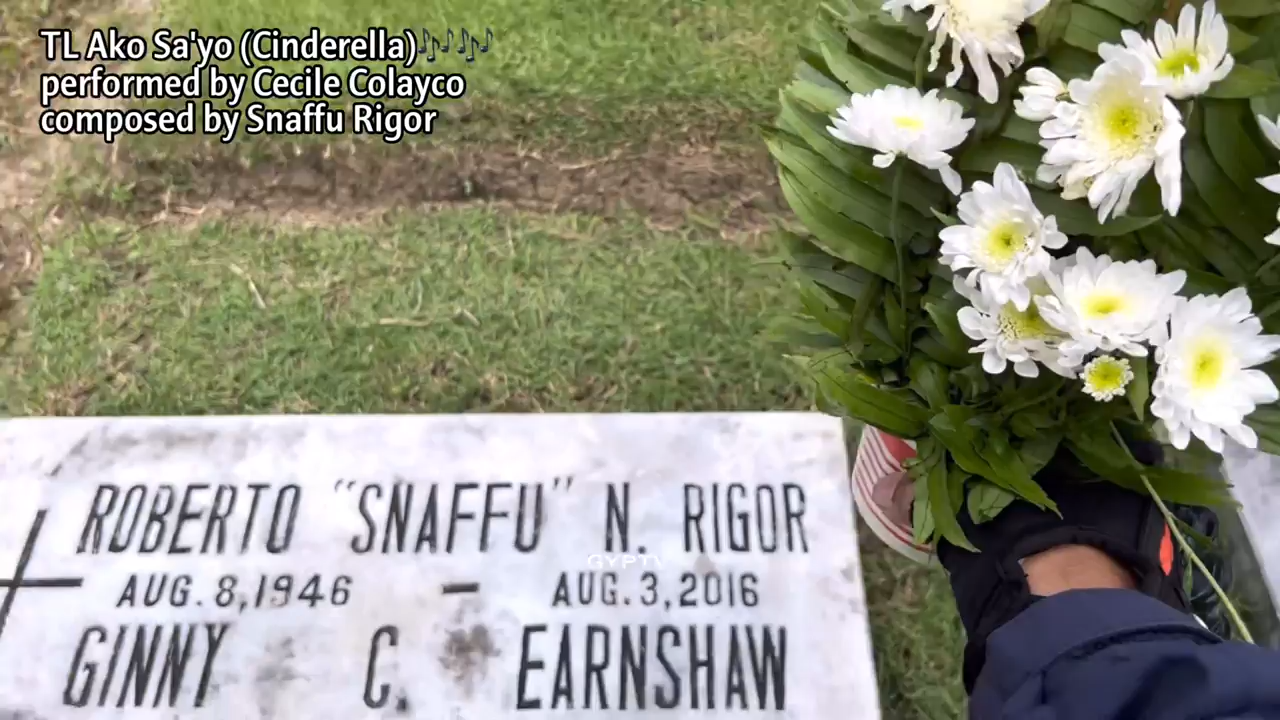 TL Ako Sa'yo (Cinderella)🎶🎶
performed by Cecile Colayco
composed by Snaffu Rigor
ROBERTO "SNAFFU" N. RIGOR
GYPTV
AUG. 8, 1946 – AUG. 3, 2016
GINNY C. EARNSHAW